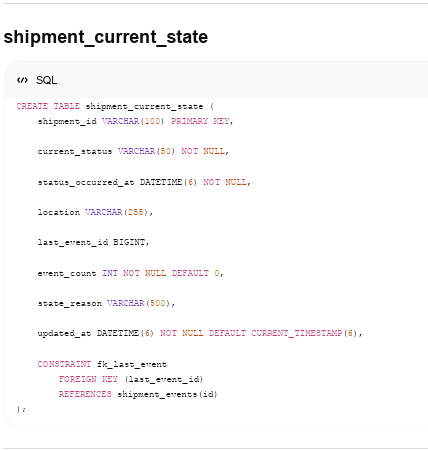 shipment_current_state
SQL
CREATE TABLE shipment_current_state (
    shipment_id VARCHAR(100) PRIMARY KEY,
    current_status VARCHAR(50) NOT NULL,
    status_occurred_at DATETIME(6) NOT NULL,
    location VARCHAR(255),
    last_event_id BIGINT,
    event_count INT NOT NULL DEFAULT 0,
    state_reason VARCHAR(500),
    updated_at DATETIME(6) NOT NULL DEFAULT CURRENT_TIMESTAMP(6),
    CONSTRAINT fk_last_event
        FOREIGN KEY (last_event_id)
        REFERENCES shipment_events(id)
);